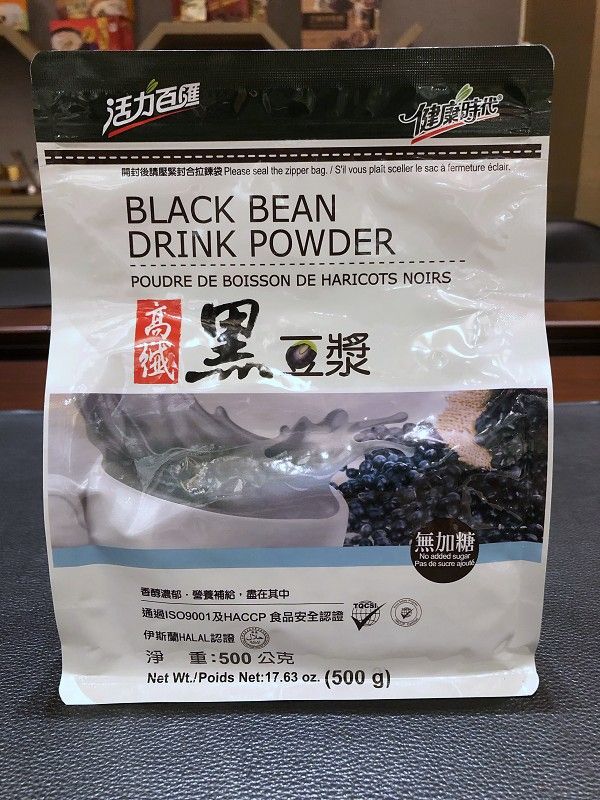 活力百匯
健康時代
開封後請壓緊封合拉鍊袋 Please seal the zipper bag. / S'il vous plaît sceller le sac à fermeture éclair.
BLACK BEAN
DRINK POWDER
POUDRE DE BOISSON DE HARICOTS NOIRS
高纖
黑豆漿
無加糖
No added sugar
Pas de sucre ajouté
香醇濃郁．營養補給，盡在其中
通過ISO9001及HACCP 食品安全認證
TQCSI
伊斯蘭HALAL認證
淨 重:500 公克
Net Wt./Poids Net:17.63 oz. (500 g)